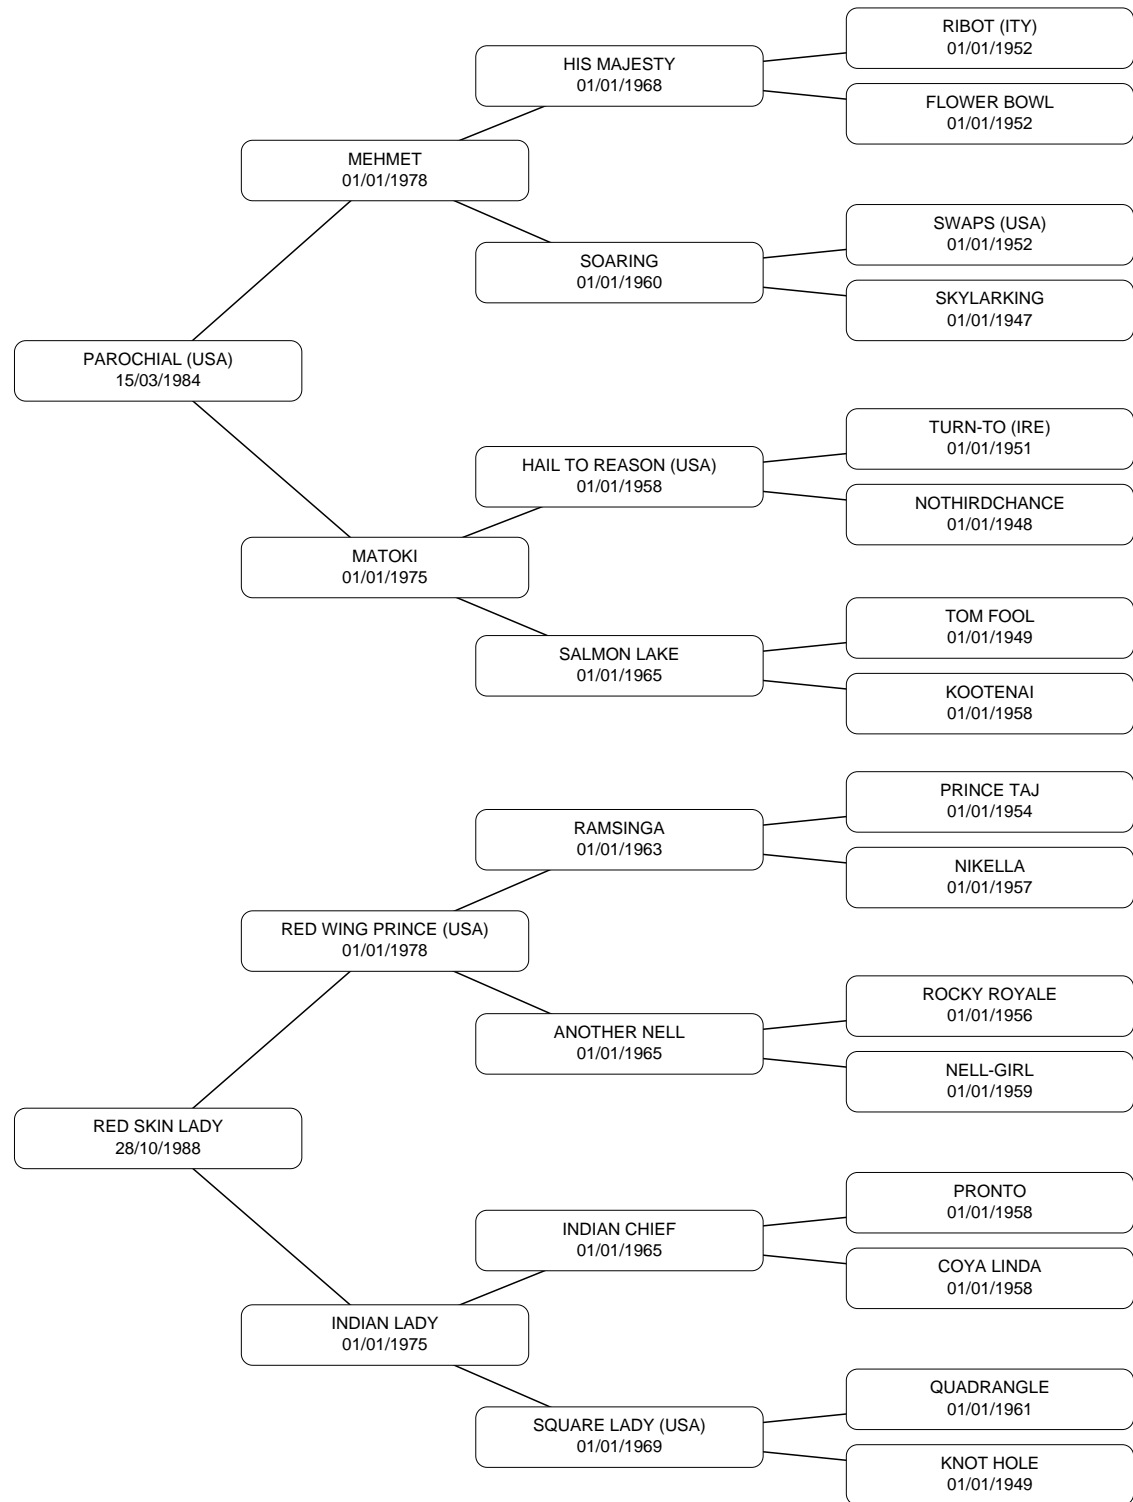 RIBOT (ITY)
01/01/1952
HIS MAJESTY
01/01/1968
FLOWER BOWL
01/01/1952
MEHMET
01/01/1978
SWAPS (USA)
01/01/1952
SOARING
01/01/1960
SKYLARKING
01/01/1947
PAROCHIAL (USA)
15/03/1984
TURN-TO (IRE)
01/01/1951
HAIL TO REASON (USA)
01/01/1958
NOTHIRDCHANCE
01/01/1948
MATOKI
01/01/1975
TOM FOOL
01/01/1949
SALMON LAKE
01/01/1965
KOOTENAI
01/01/1958
PRINCE TAJ
01/01/1954
RAMSINGA
01/01/1963
NIKELLA
01/01/1957
RED WING PRINCE (USA)
01/01/1978
ROCKY ROYALE
01/01/1956
ANOTHER NELL
01/01/1965
NELL-GIRL
01/01/1959
RED SKIN LADY
28/10/1988
PRONTO
01/01/1958
INDIAN CHIEF
01/01/1965
COYA LINDA
01/01/1958
INDIAN LADY
01/01/1975
QUADRANGLE
01/01/1961
SQUARE LADY (USA)
01/01/1969
KNOT HOLE
01/01/1949